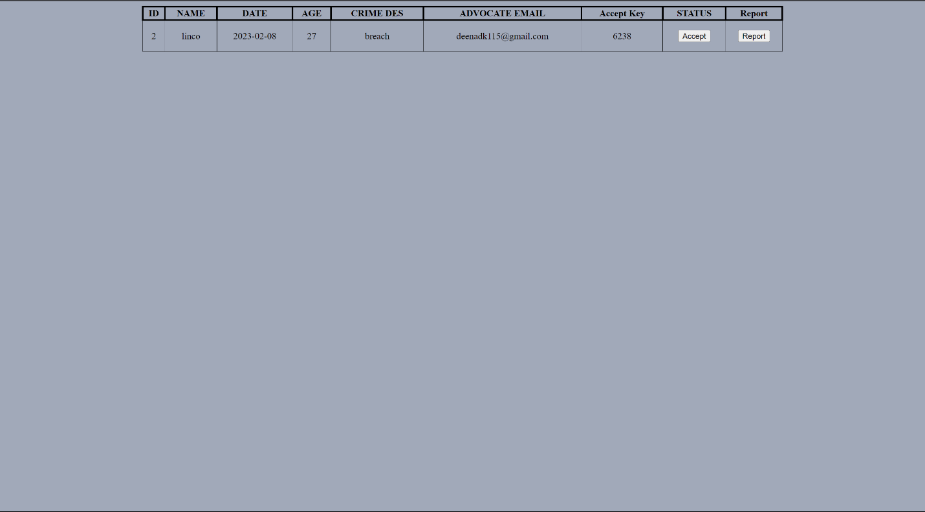 ID NAME DATE AGE CRIME DES ADVOCATE EMAIL Accept Key STATUS Report
2 linco 2023-02-08 27 breach deenadk115@gmail.com 6238 Accept Report